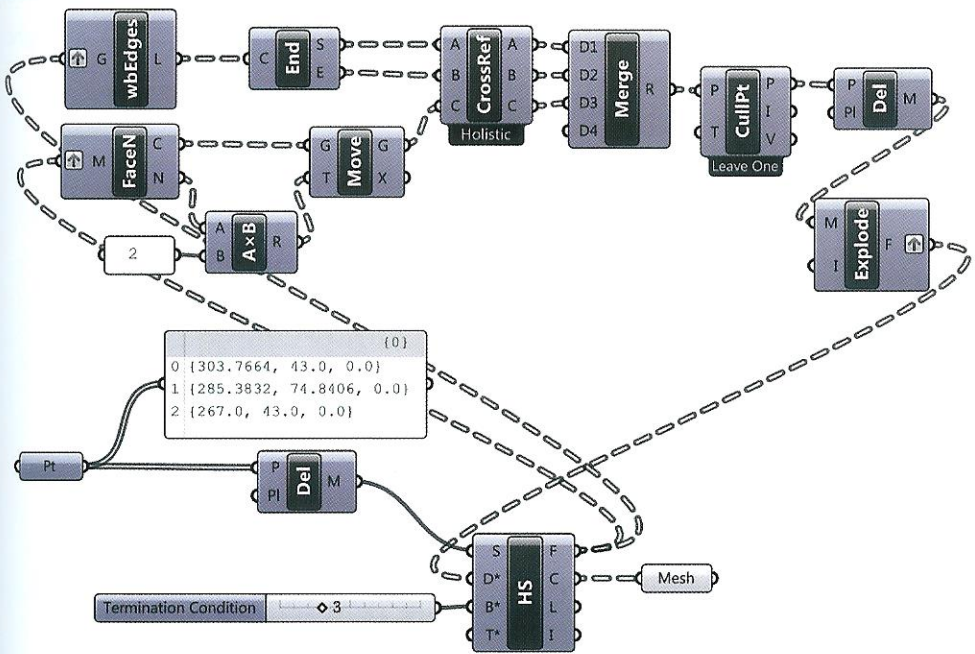 G wbEdges L
C End S E
A B C CrossRef A B C
Holistic
D1 D2 D3 D4 Merge R
P T CullPt P I V
Leave One
P Pl Del M
M FaceN C N
G T Move G X
A B A×B R
2
M I Explode F
{0}
0 {303.7664, 43.0, 0.0}
1 {285.3832, 74.8406, 0.0}
2 {267.0, 43.0, 0.0}
Pt
P Pl Del M
S D* B* T* HS F C L I
Mesh
Termination Condition 3